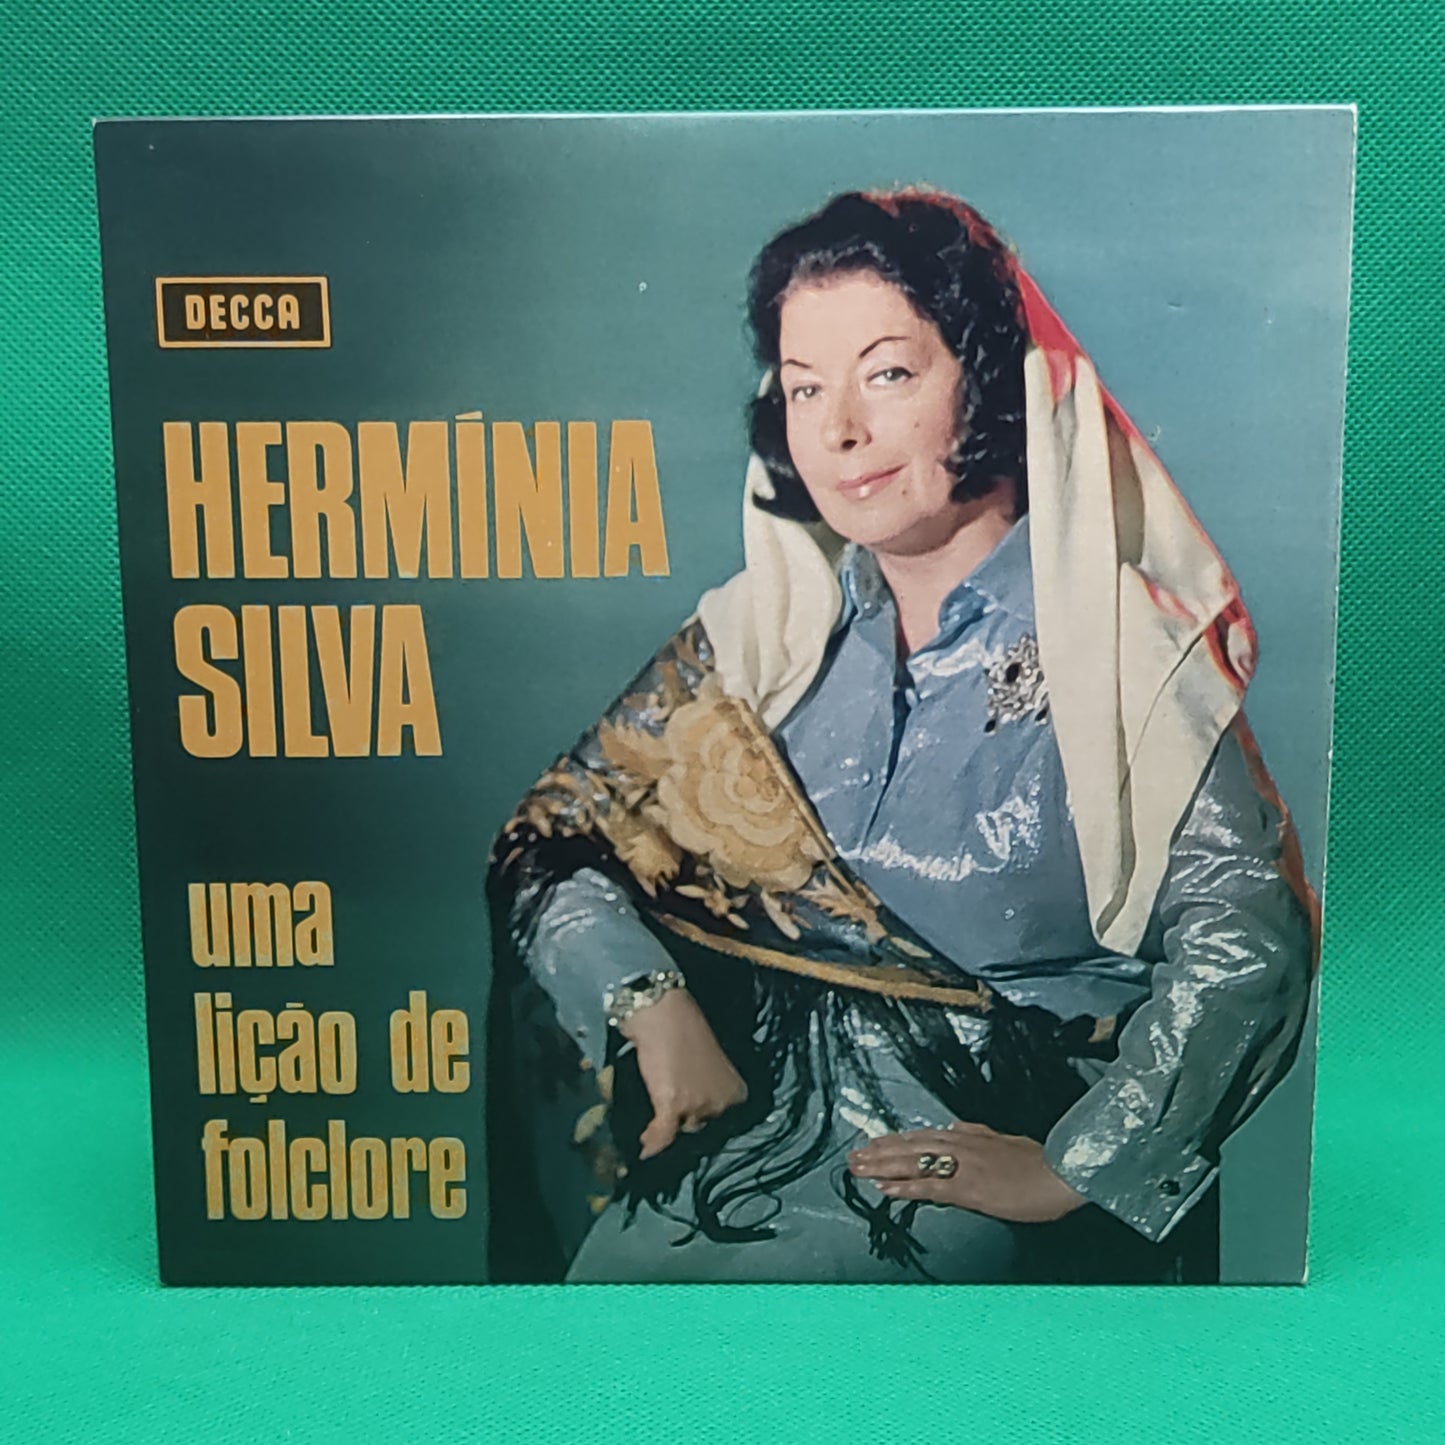 DECCA
HERMÍNIA
SILVA
uma
lição de
folclore